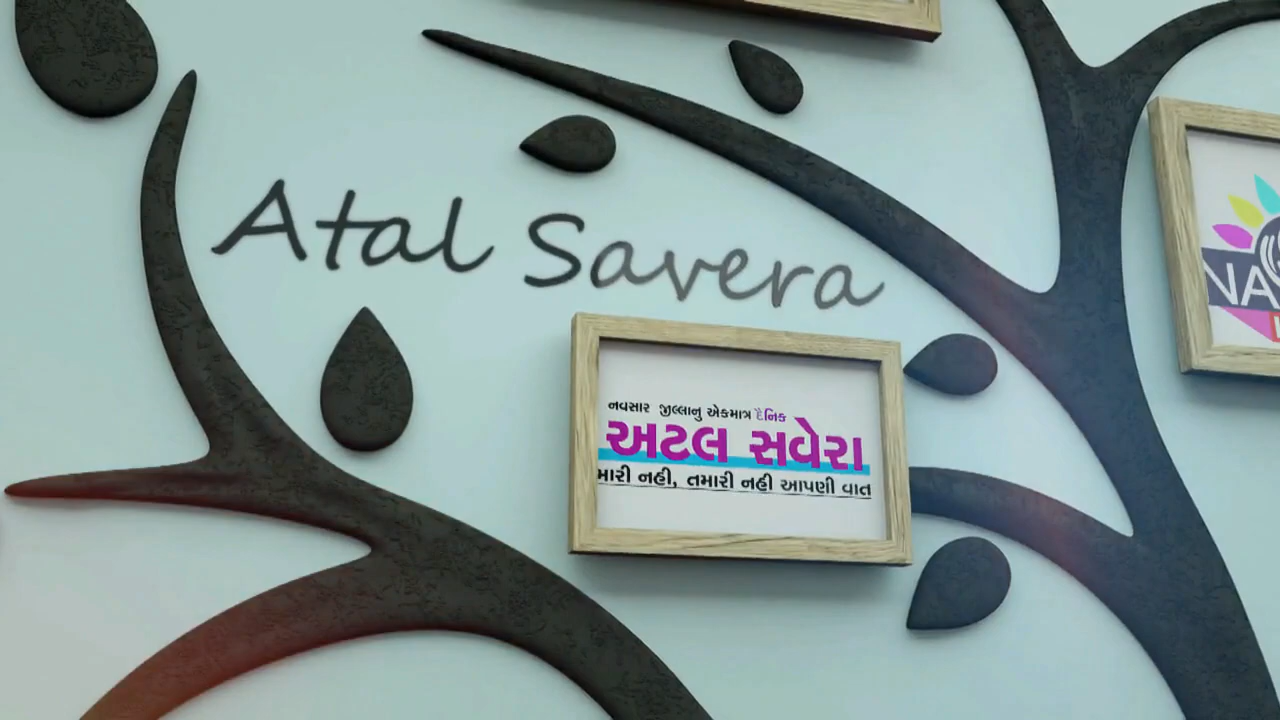 Atal Savera
નવસાર જીલ્લાનુ એકમાત્ર દૈનિક
અટલ સવેરા
મારી નહી, તમારી નહી આપણી વાત